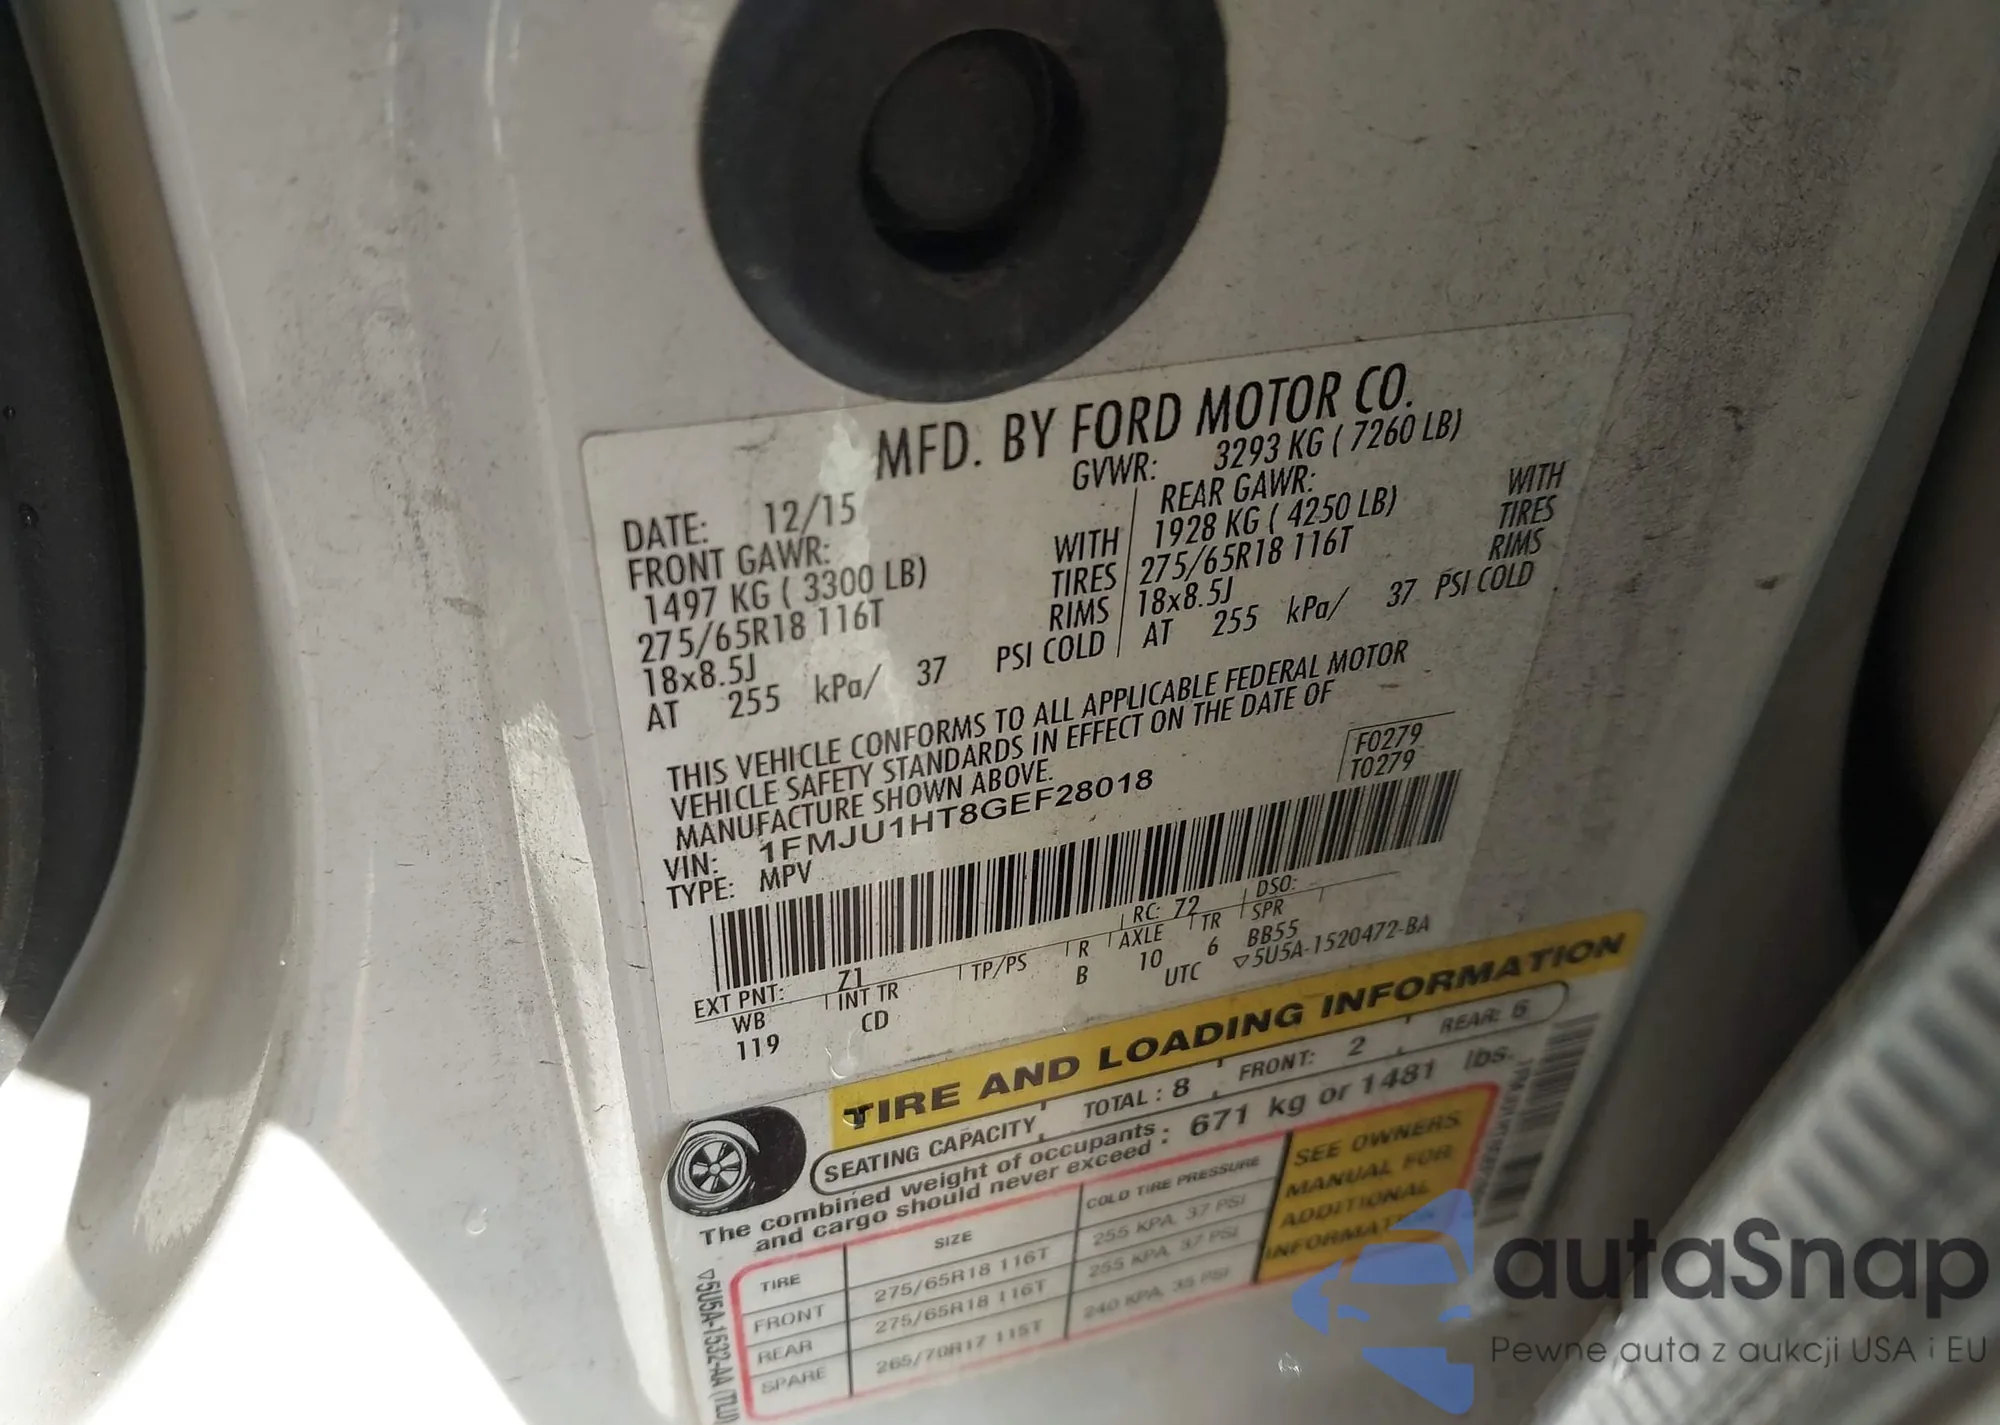 MFD. BY FORD MOTOR CO.
DATE: 12/15 GVWR: 3293 KG ( 7260 LB)
FRONT GAWR: REAR GAWR:
1497 KG ( 3300 LB) WITH 1928 KG ( 4250 LB) WITH
275/65R18 116T TIRES 275/65R18 116T TIRES
18x8.5J RIMS 18x8.5J RIMS
AT 255 kPa/ 37 PSI COLD AT 255 kPa/ 37 PSI COLD
THIS VEHICLE CONFORMS TO ALL APPLICABLE FEDERAL MOTOR
VEHICLE SAFETY STANDARDS IN EFFECT ON THE DATE OF
MANUFACTURE SHOWN ABOVE.
F0279
T0279
VIN: 1FMJU1HT8GEF28018
TYPE: MPV
EXT PNT: 71 RC: 72 DSO:
WB INT TR TP/PS R AXLE TR SPR
119 CD B 10 6 BB55
UTC ▽5U5A-1520472-BA
TIRE AND LOADING INFORMATION
SEATING CAPACITY TOTAL : 8 FRONT: 2 REAR: 6
The combined weight of occupants
and cargo should never exceed : 671 kg or 1481 lbs.
TIRE SIZE COLD TIRE PRESSURE
FRONT 275/65R18 116T 255 KPA, 37 PSI
REAR 275/65R18 116T 255 KPA, 37 PSI
SPARE 265/70R17 115T 240 KPA, 35 PSI
SEE OWNERS
MANUAL FOR
ADDITIONAL
INFORMATION
▽5U5A-1532-AA (TLU)
autaSnap
Pewne auta z aukcji USA i EU